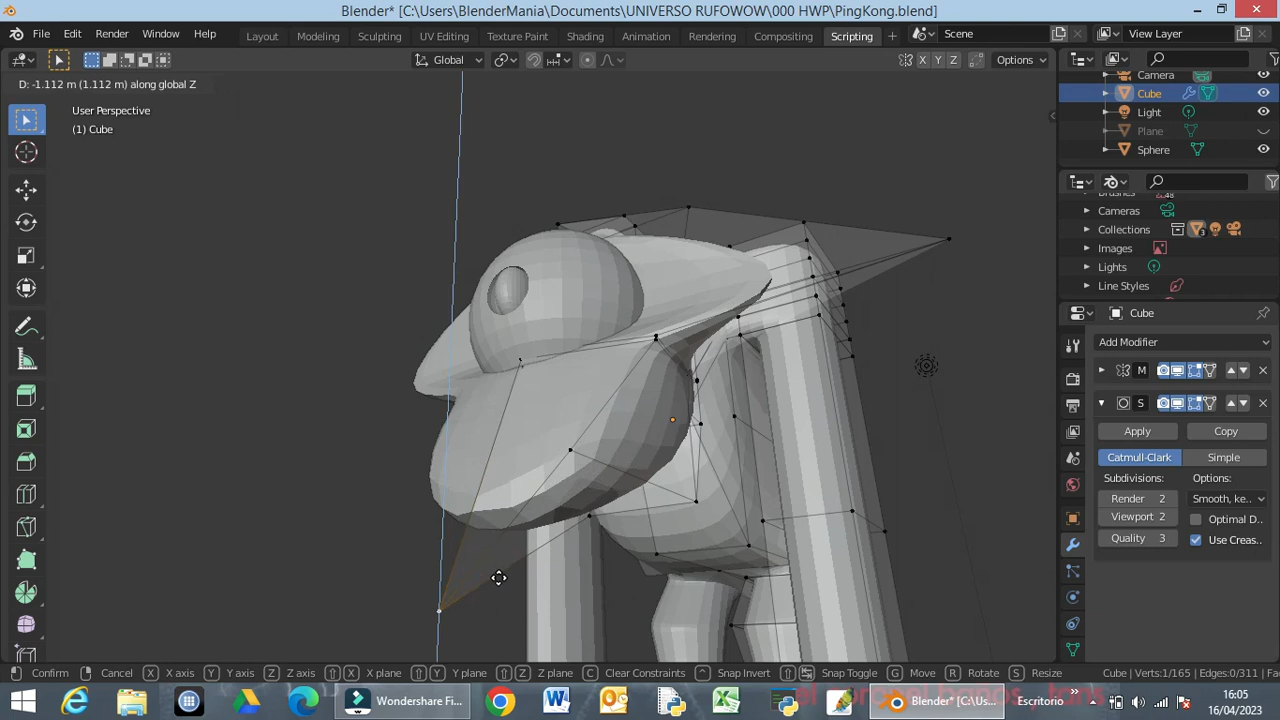 Blender* [C:\Users\BlenderMania\Documents\UNIVERSO RUFOWOW\000 HWP\PingKong.blend]
File Edit Render Window Help Layout Modeling Sculpting UV Editing Texture Paint Shading Animation Rendering Compositing Scripting + Scene View Layer
Global X Y Z Options
D: -1.112 m (1.112 m) along global Z
User Perspective
(1) Cube
Camera
Cube
Light
Plane
Sphere
48
Cameras
Collections 3
Images
Lights
Line Styles
Cube
Add Modifier
M
S
Apply Copy
Catmull-Clark Simple
Subdivisions: Options:
Render 2 Smooth, ke..
Viewport 2 Optimal D..
Quality 3 Use Creas..
Confirm Cancel X X axis Y Y axis Z Z axis X X plane Y Y plane Z Z plane C Clear Constraints Snap Invert Snap Toggle G Move R Rotate S Resize Cube | Verts:1/165 | Edges:0/311 | Fa
Wondershare Fi... Blender* [C:\Us... Escritorio » 16:05
16/04/2023